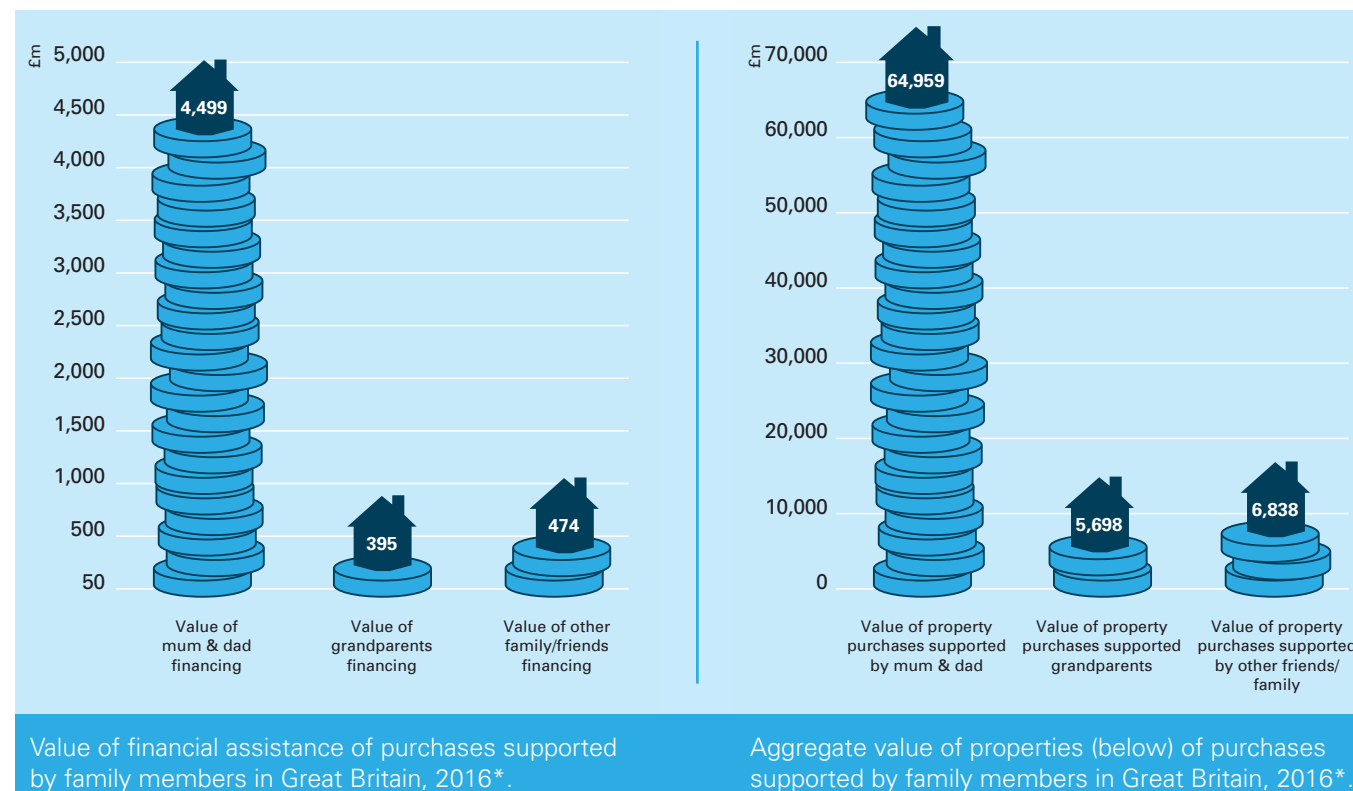 £m
5,000
4,500
4,000
3,500
3,000
2,500
2,000
1,500
1,000
500
50
4,499
395
474
Value of
mum & dad
financing
Value of
grandparents
financing
Value of other
family/friends
financing
Value of financial assistance of purchases supported
by family members in Great Britain, 2016*.
£m
70,000
60,000
50,000
40,000
30,000
20,000
10,000
0
64,959
5,698
6,838
Value of property
purchases supported
by mum & dad
Value of property
purchases supported
grandparents
Value of property
purchases supported
by other friends/
family
Aggregate value of properties (below) of purchases
supported by family members in Great Britain, 2016*.